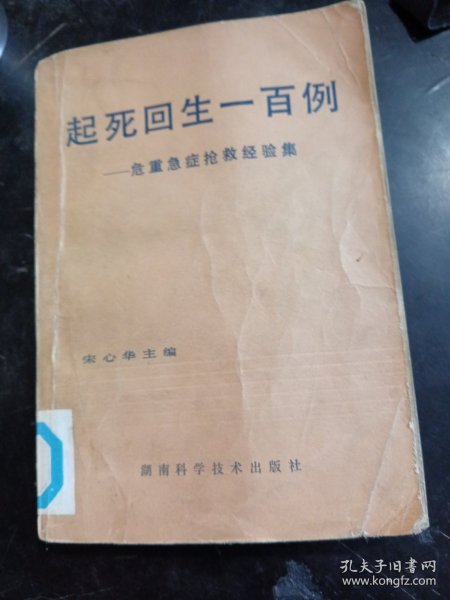 起死回生一百例
——危重急症抢救经验集
宋心华主编
湖南科学技术出版社
孔夫子旧书网
www.kongfz.com